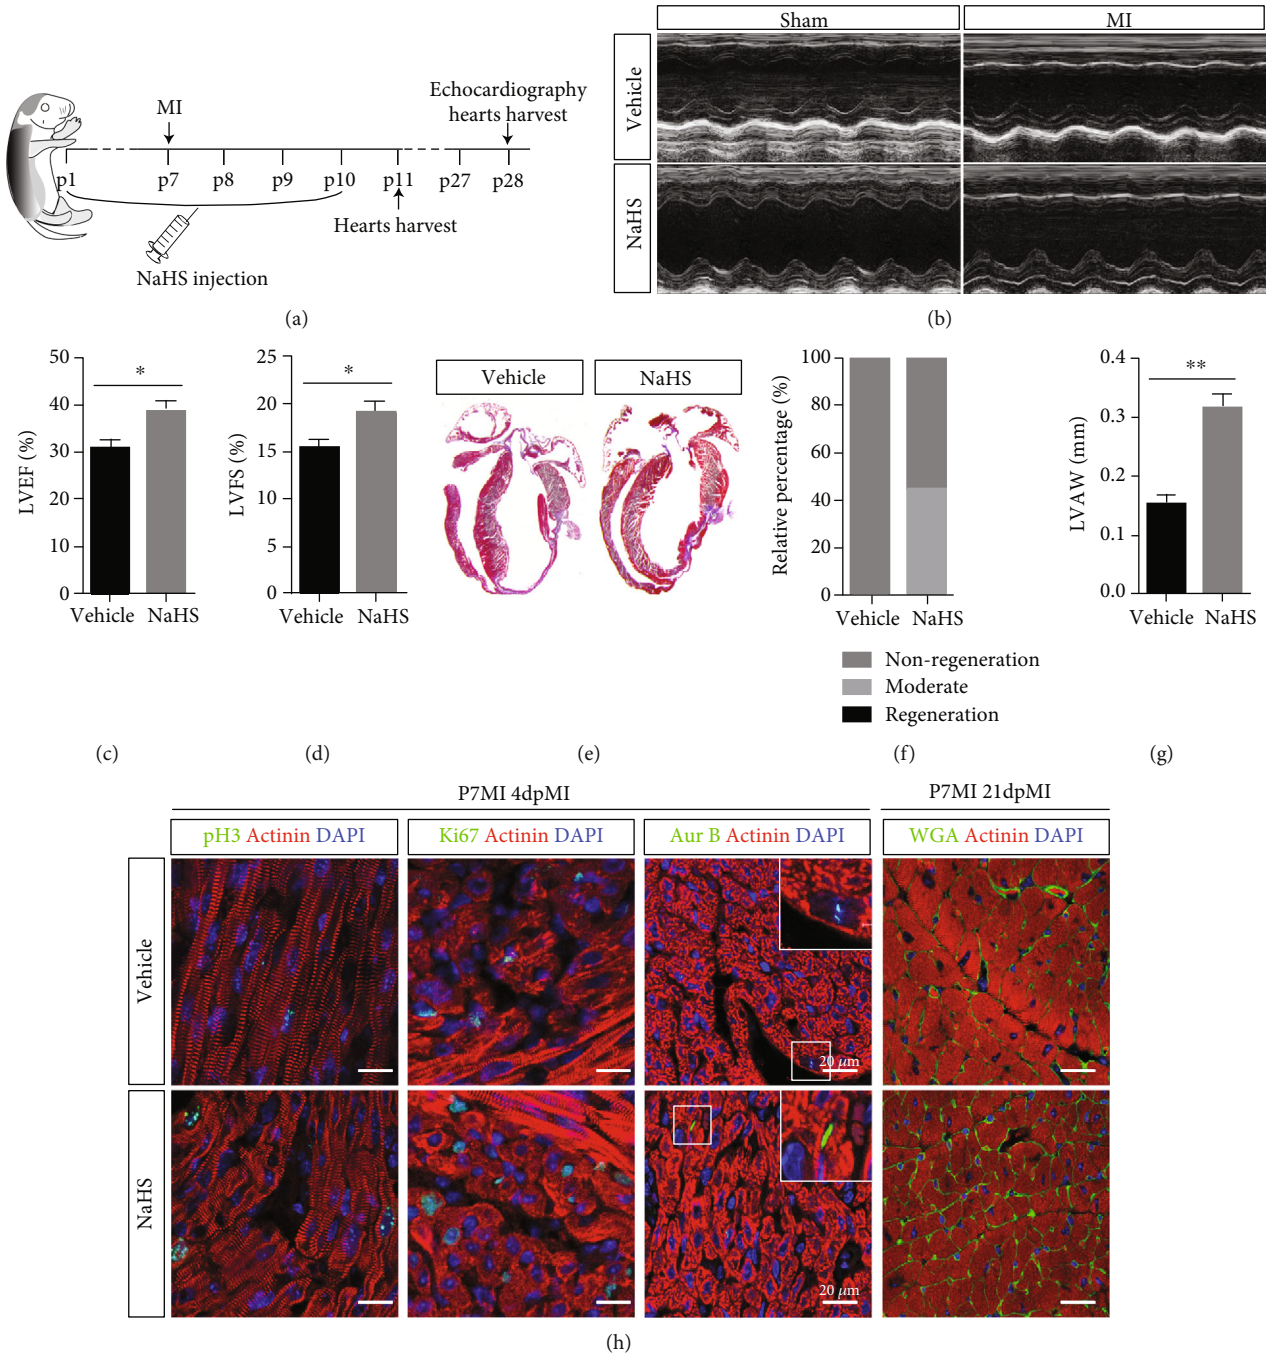 MI
Echocardiography
hearts harvest
p1
p7
p8
p9
p10
p11
p27
p28
Hearts harvest
NaHS injection
(a)
Sham
MI
Vehicle
NaHS
(b)
50
40
30
20
10
0
LVEF (%)
*
Vehicle
NaHS
25
20
15
10
5
0
LVFS (%)
*
Vehicle
NaHS
Vehicle
NaHS
100
80
60
40
20
0
Relative percentage (%)
Vehicle
NaHS
Non-regeneration
Moderate
Regeneration
0.4
0.3
0.2
0.1
0.0
LVAW (mm)
**
Vehicle
NaHS
(c)
(d)
(e)
(f)
(g)
P7MI 4dpMI
P7MI 21dpMI
pH3 Actinin DAPI
Ki67 Actinin DAPI
Aur B Actinin DAPI
WGA Actinin DAPI
Vehicle
20 μm
NaHS
20 μm
(h)